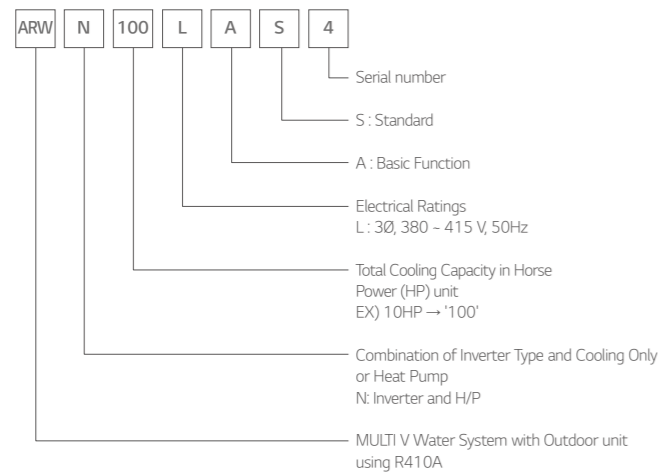 ARW N 100 L A S 4
Serial number
S : Standard
A : Basic Function
Electrical Ratings
L : 3Ø, 380 ~ 415 V, 50Hz
Total Cooling Capacity in Horse
Power (HP) unit
EX) 10HP → '100'
Combination of Inverter Type and Cooling Only
or Heat Pump
N: Inverter and H/P
MULTI V Water System with Outdoor unit
using R410A